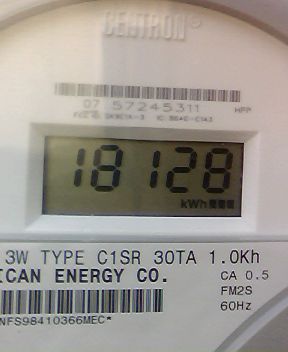 CENTRON®
07 57245311 HPP
18128
kWh
3W TYPE C1SR 30TA 1.0Kh
ICAN ENERGY CO. CA 0.5
FM2S
NFS98410366MEC* 60Hz